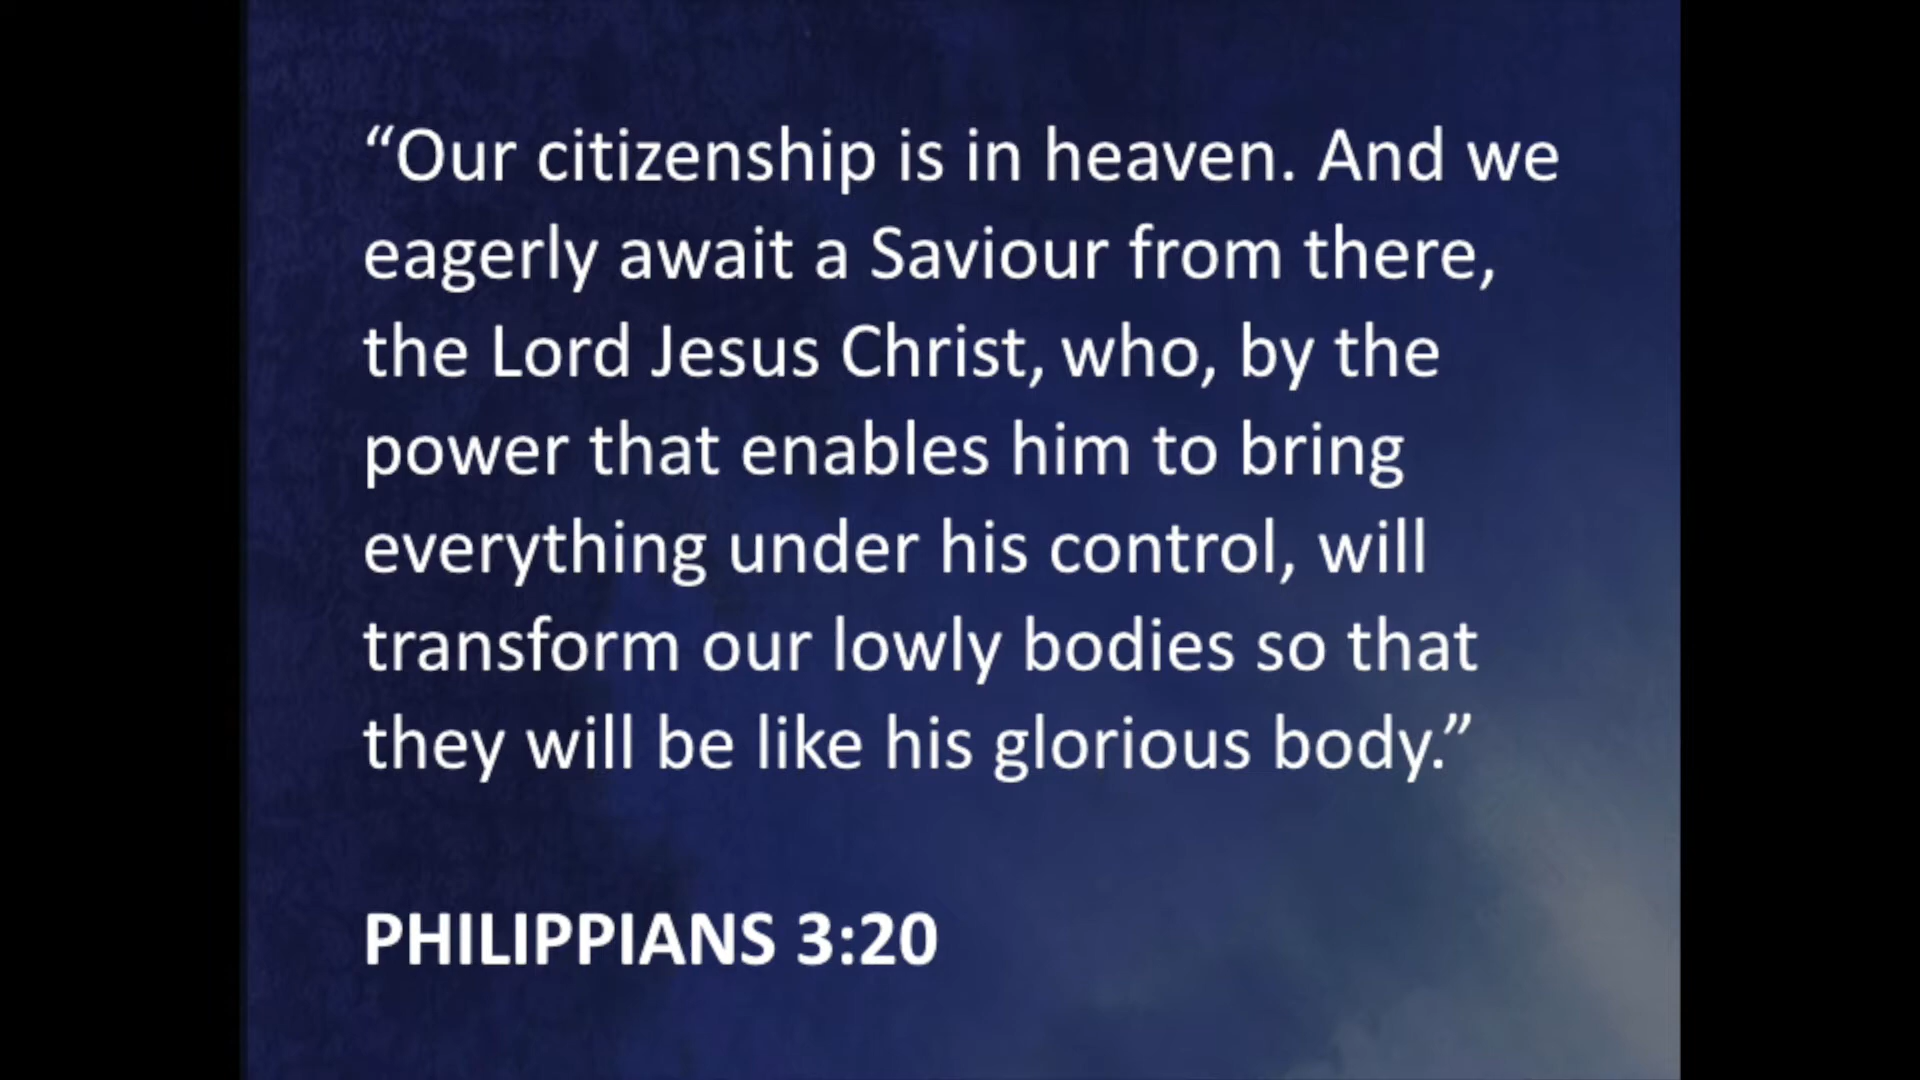 “Our citizenship is in heaven. And we
eagerly await a Saviour from there,
the Lord Jesus Christ, who, by the
power that enables him to bring
everything under his control, will
transform our lowly bodies so that
they will be like his glorious body.”
PHILIPPIANS 3:20